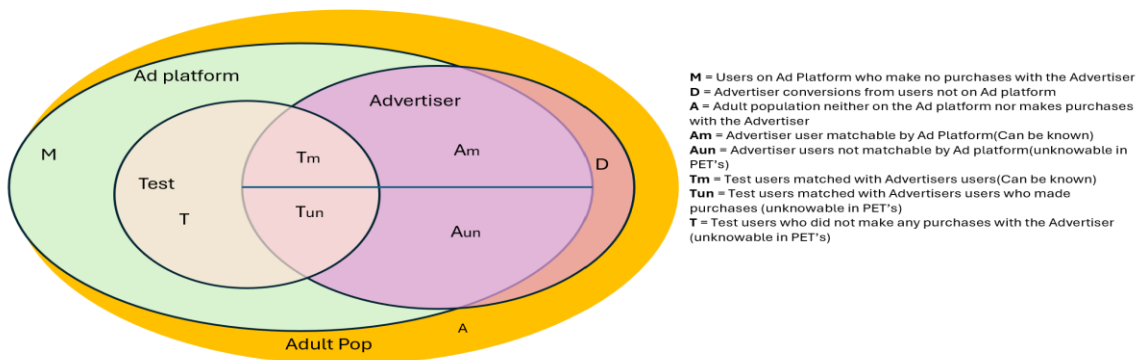 Ad platform
Advertiser
M
Tm
Am
D
Test
T
Tun
Aun
A
Adult Pop
M = Users on Ad Platform who make no purchases with the Advertiser
D = Advertiser conversions from users not on Ad platform
A = Adult population neither on the Ad platform nor makes purchases
with the Advertiser
Am = Advertiser user matchable by Ad Platform(Can be known)
Aun = Advertiser users not matchable by Ad platform(unknowable in
PET's)
Tm = Test users matched with Advertisers users(Can be known)
Tun = Test users matched with Advertisers users who made
purchases (unknowable in PET's)
T = Test users who did not make any purchases with the Advertiser
(unknowable in PET's)